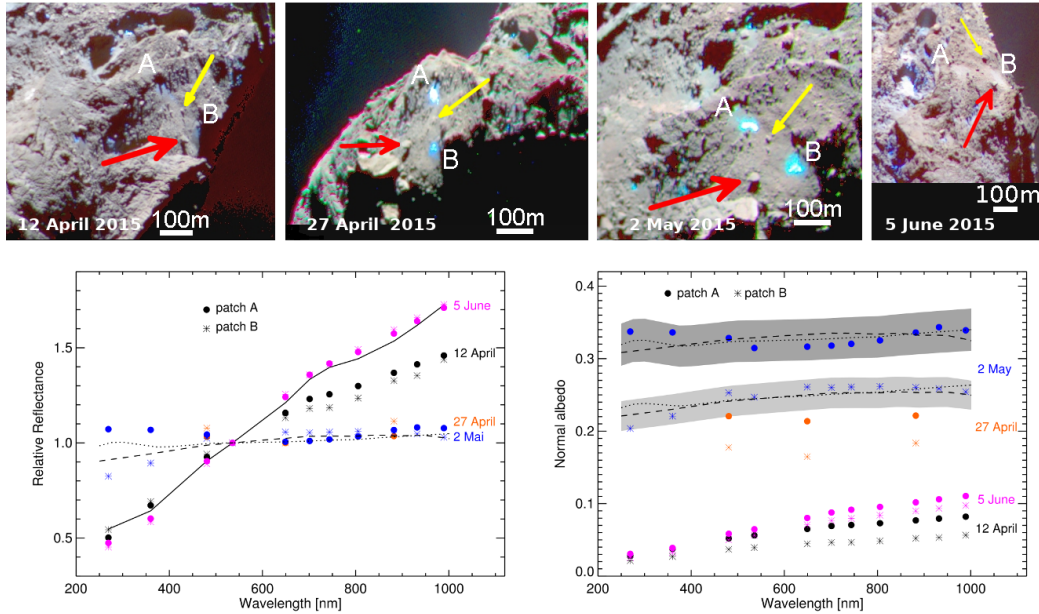 A
B
12 April 2015
100m
A
B
27 April 2015
100m
A
B
2 May 2015
100m
A
B
5 June 2015
100m
Relative Reflectance
1.5
1.0
0.5
200 400 600 800 1000
Wavelength [nm]
patch A
patch B
5 June
12 April
27 April
2 Mai
Normal albedo
0.4
0.3
0.2
0.1
0.0
200 400 600 800 1000
Wavelength [nm]
patch A patch B
2 May
27 April
5 June
12 April